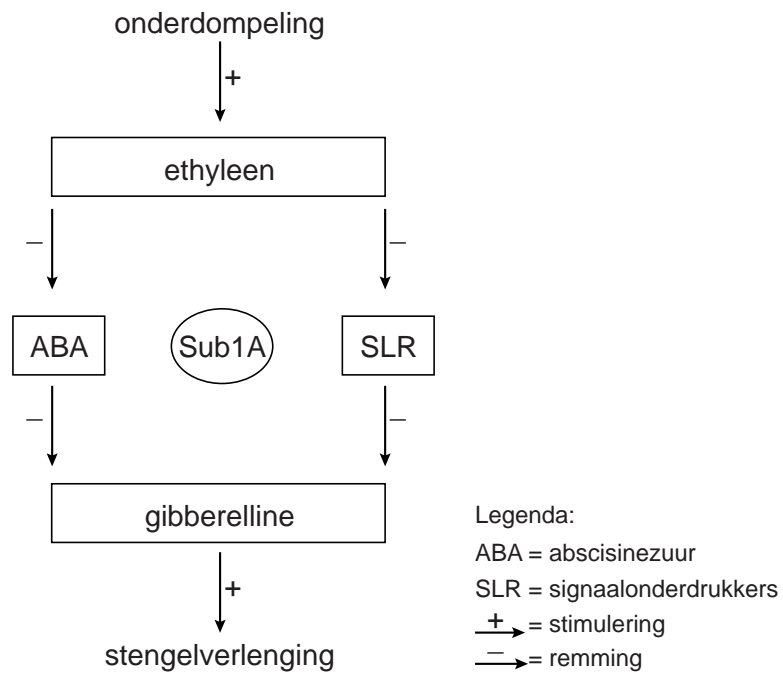 onderdompeling
+
ethyleen
– –
ABA Sub1A SLR
– –
gibberelline
+
stengelverlenging
Legenda:
ABA = abscisinezuur
SLR = signaalonderdrukkers
+ = stimulering
– = remming